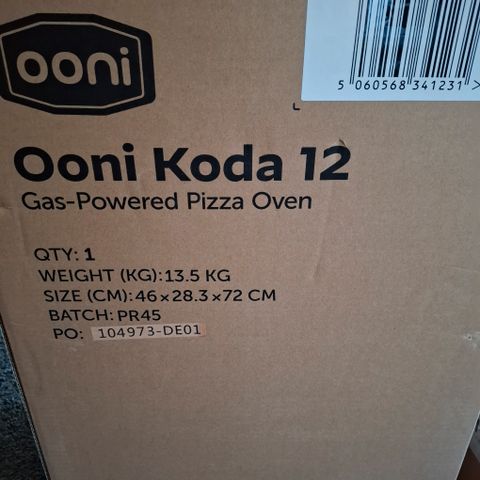 ooni
5 060568 341231 >
Ooni Koda 12
Gas-Powered Pizza Oven
QTY: 1
WEIGHT (KG): 13.5 KG
SIZE (CM): 46 x 28.3 x 72 CM
BATCH: PR45
PO: 104973-DE01